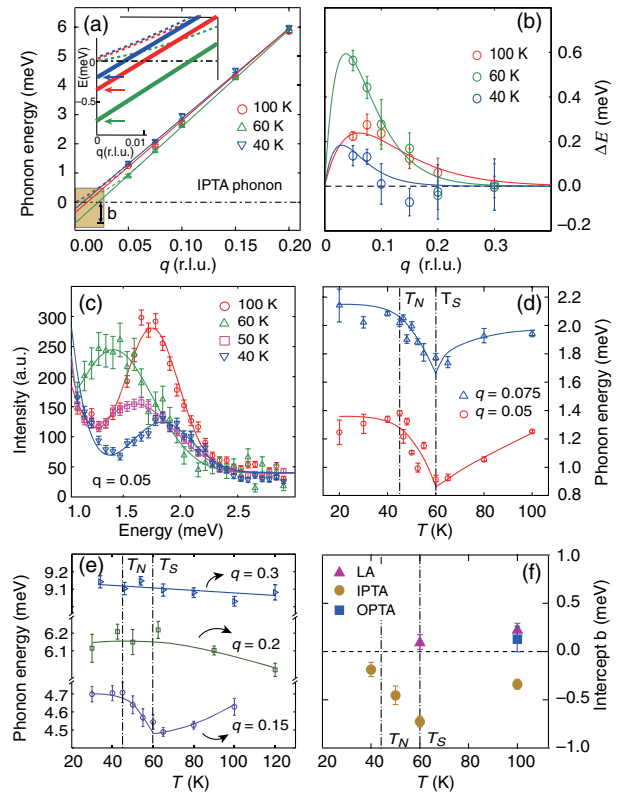 (a)
Phonon energy (meV)
6
5
4
3
2
1
0
E(meV)
0
−0.5
0
0.01
q(r.l.u.)
100 K
60 K
40 K
IPTA phonon
b
0.00
0.05
0.10
0.15
0.20
q (r.l.u.)
(b)
100 K
60 K
40 K
0.6
0.4
0.2
0.0
−0.2
ΔE (meV)
0.0
0.1
0.2
0.3
q (r.l.u.)
(c)
Intensity (a.u.)
300
250
200
150
100
50
0
100 K
60 K
50 K
40 K
q = 0.05
1.0
1.5
2.0
2.5
Energy (meV)
(d)
T_N
T_S
2.2
2.0
1.8
1.6
1.4
1.2
1.0
0.8
Phonon energy (meV)
q = 0.075
q = 0.05
20
40
60
80
100
T (K)
(e)
T_N
T_S
Phonon energy (meV)
9.2
9.1
6.2
6.1
4.7
4.6
4.5
q = 0.3
q = 0.2
q = 0.15
20
40
60
80
100
120
T (K)
(f)
LA
IPTA
OPTA
T_N
T_S
1.0
0.5
0.0
−0.5
−1.0
Intercept b (meV)
40
60
80
100
T (K)